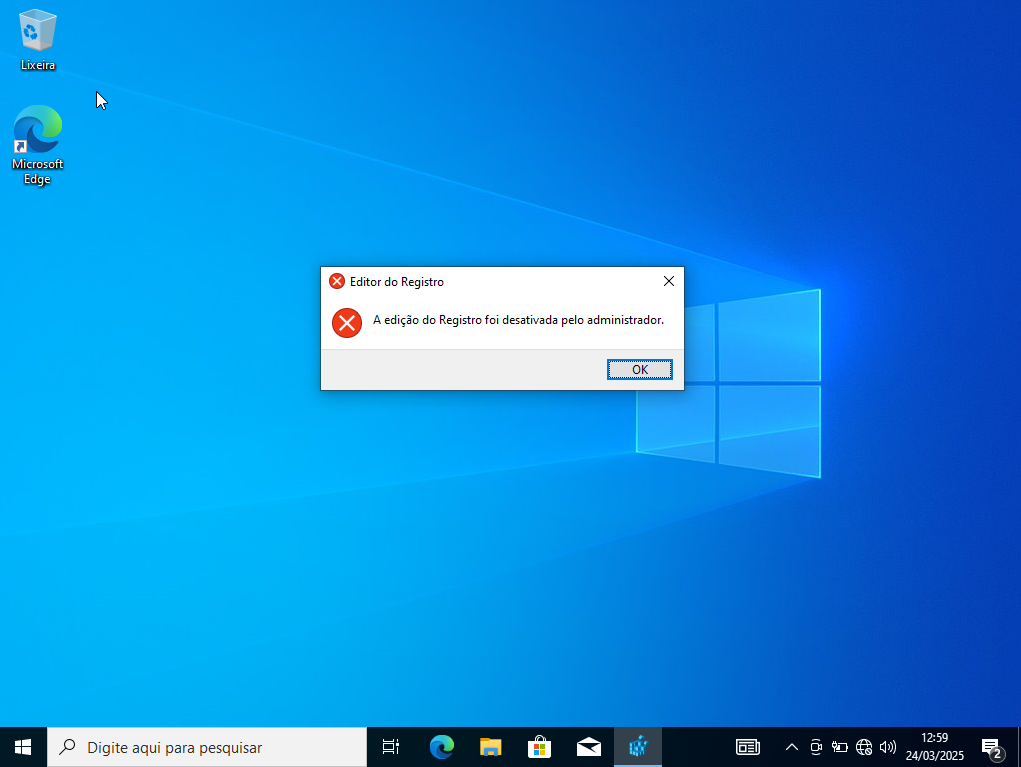 Lixeira
Microsoft
Edge
Editor do Registro
A edição do Registro foi desativada pelo administrador.
OK
Digite aqui para pesquisar
12:59
24/03/2025
2